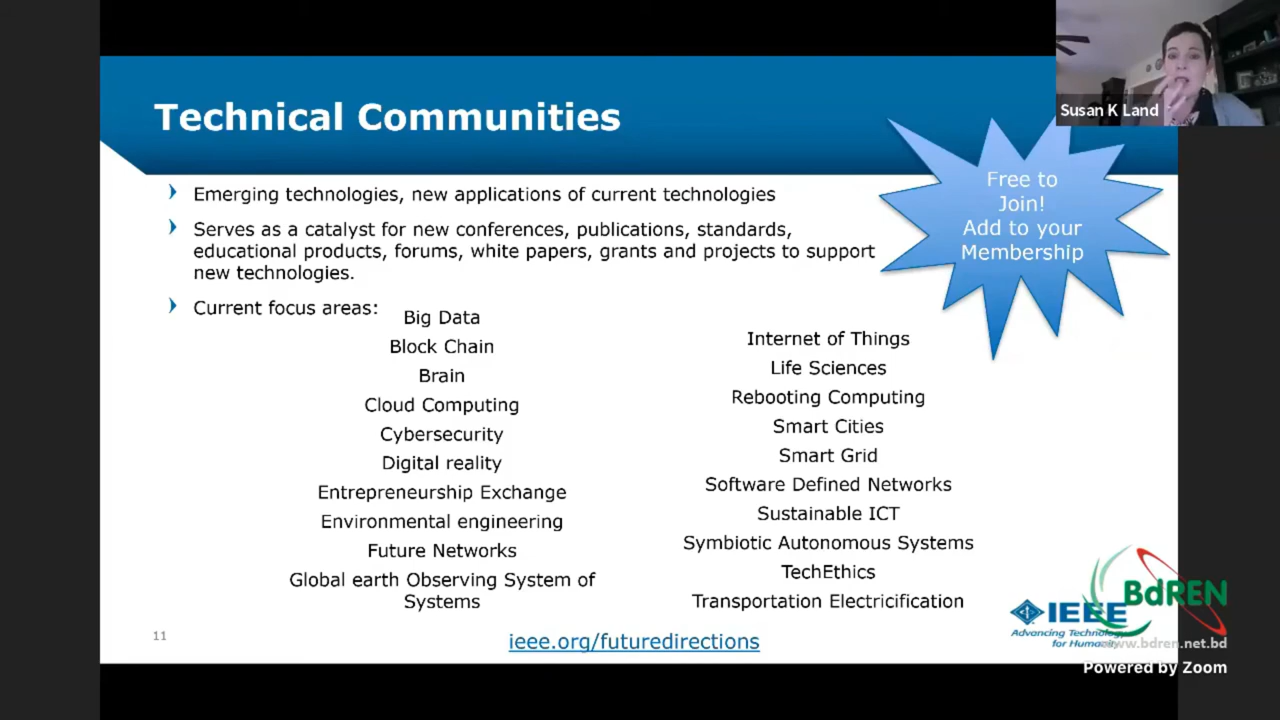 Susan K Land
Technical Communities
Free to
Join!
Add to your
Membership
Emerging technologies, new applications of current technologies
Serves as a catalyst for new conferences, publications, standards,
educational products, forums, white papers, grants and projects to support
new technologies.
Current focus areas:
Big Data
Block Chain
Brain
Cloud Computing
Cybersecurity
Digital reality
Entrepreneurship Exchange
Environmental engineering
Future Networks
Global earth Observing System of
Systems
Internet of Things
Life Sciences
Rebooting Computing
Smart Cities
Smart Grid
Software Defined Networks
Sustainable ICT
Symbiotic Autonomous Systems
TechEthics
Transportation Electricification
11
ieee.org/futuredirections
IEEE
Advancing Technology
for Humanity
BdREN
www.bdren.net.bd
Powered by Zoom